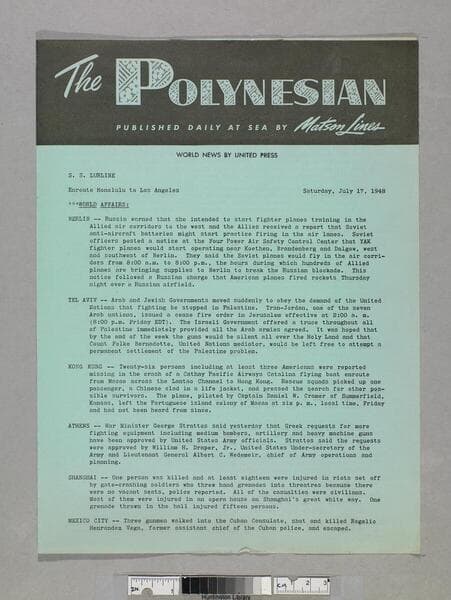 The POLYNESIAN
PUBLISHED DAILY AT SEA BY Matson Lines
WORLD NEWS BY UNITED PRESS
S. S. LURLINE
Enroute Honolulu to Los Angeles Saturday, July 17, 1948
***WORLD AFFAIRS:
BERLIN -- Russia warned that she intended to start fighter planes training in the
Allied air corridors to the west and the Allies received a report that Soviet
anti-aircraft batteries might start practice firing in the air lanes. Soviet
officers posted a notice at the Four Power Air Safety Control Center that YAK
fighter planes would start operating near Koethen, Brandenberg and Dalgow, west
and southwest of Berlin. They said the Soviet planes would fly in the air corri-
dors from 8:00 a.m. to 8:00 p.m., the hours during which hundreds of Allied
planes are bringing supplies to Berlin to break the Russian blockade. This
notice followed a Russian charge that American planes fired rockets Thursday
night over a Russian airfield.
TEL AVIV -- Arab and Jewish Governments moved suddenly to obey the demand of the United
Nations that fighting be stopped in Palestine. Tran-Jordan, one of the seven
Arab nations, issued a cease fire order in Jerusalem effective at 2:00 a. m.
(8:00 p.m. Friday EDT). The Israeli Government offered a truce throughout all
of Palestine immediately provided all the Arab armies agreed. It was hoped that
by the end of the week the guns would be silent all over the Holy Land and that
Count Folke Bernadotte, United Nations mediator, would be left free to attempt a
permanent settlement of the Palestine problem.
HONG KONG -- Twenty-six persons including at least three Americans were reported
missing in the crash of a Cathay Pacific Airways Catalina flying boat enroute
from Macao across the Lantao Channel to Hong Kong. Rescue squads picked up one
passenger, a Chinese clad in a life jacket, and pressed the search for other pos-
sible survivors. The plane, piloted by Captain Dale W. Cramer of Summerfield,
Kansas, left the Portuguese island colony of Macao at six p. m., local time, Friday
and had not been heard from since.
ATHENS -- War Minister George Stratos said yesterday that Greek requests for more
fighting equipment including medium bombers, artillery and heavy machine guns
have been approved by United States Army officials. Stratos said the requests
were approved by William H. Draper, Jr., United States Under-Secretary of the
Army and Lieutenant General Albert C. Wedemeir, chief of Army operations and
planning.
SHANGHAI -- One person was killed and at least eighteen were injured in riots set off
by gate-crashing soldiers who threw hand grenades into theatres because there
were no vacant seats, police reported. All of the casualties were civilians.
Most of them were injured in an opera house on Shanghai's great white way. One
grenade thrown in the hall injured fifteen persons.
MEXICO CITY -- Three gunmen walked into the Cuban Consulate, shot and killed Rogelio
Hernandez Vega, former assistant chief of the Cuban police, and escaped.
Huntington Library